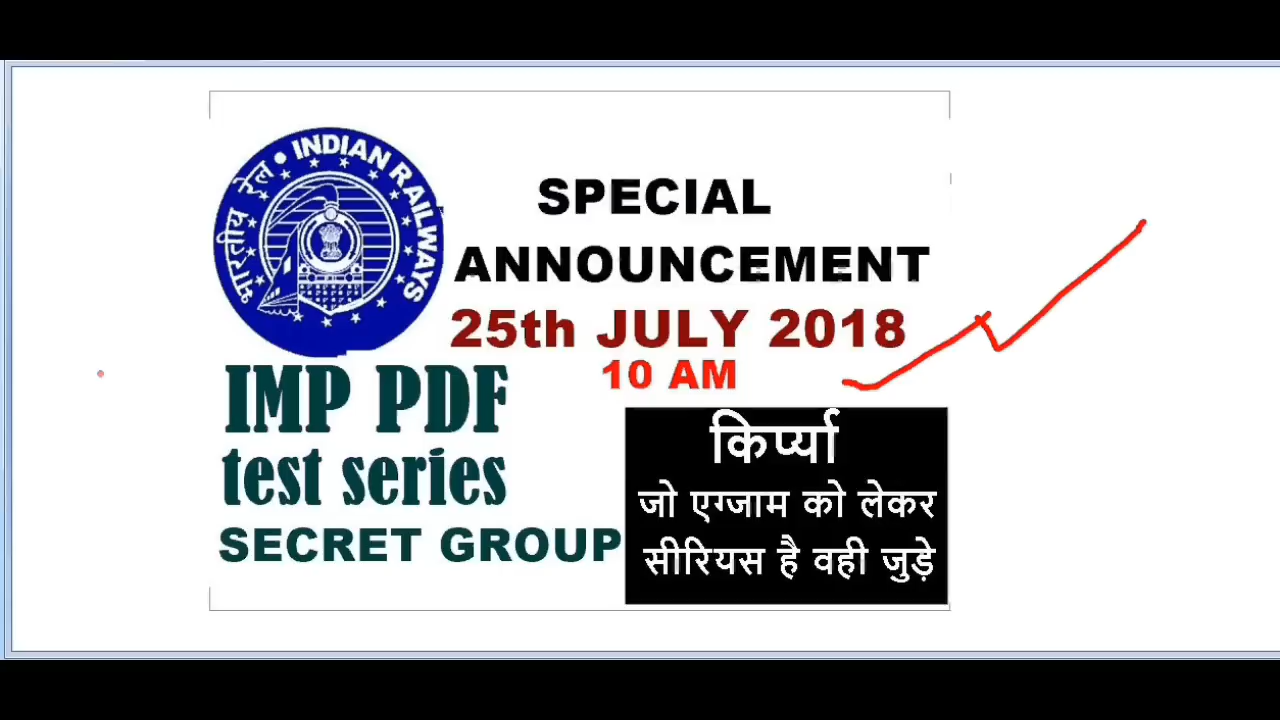 INDIAN RAILWAYS
भारतीय रेल
SPECIAL
ANNOUNCEMENT
25th JULY 2018
10 AM
IMP PDF
test series
SECRET GROUP
किर्प्या
जो एग्जाम को लेकर
सीरियस है वही जुड़े